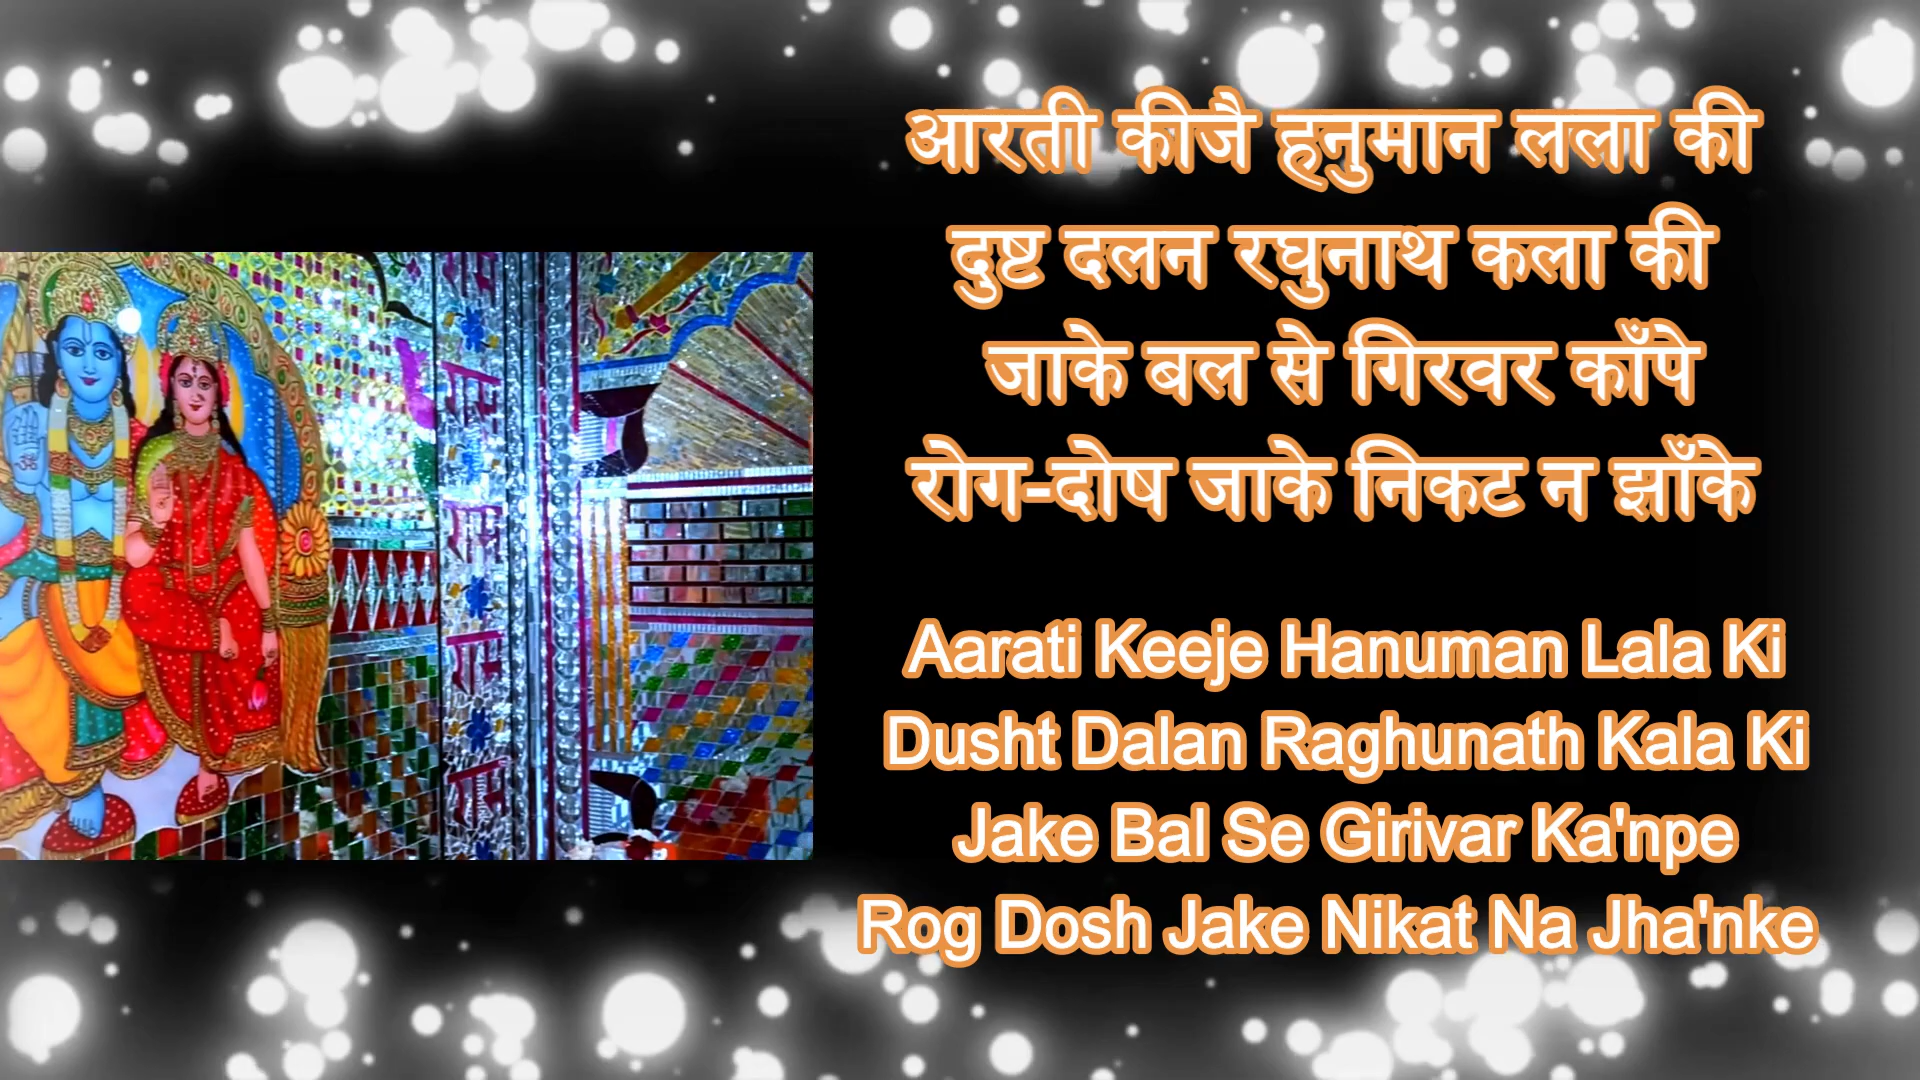 आरती कीजै हनुमान लला की
दुष्ट दलन रघुनाथ कला की
जाके बल से गिरवर काँपे
रोग-दोष जाके निकट न झाँके
Aarati Keeje Hanuman Lala Ki
Dusht Dalan Raghunath Kala Ki
Jake Bal Se Girivar Ka'npe
Rog Dosh Jake Nikat Na Jha'nke
राम
राम
राम
राम